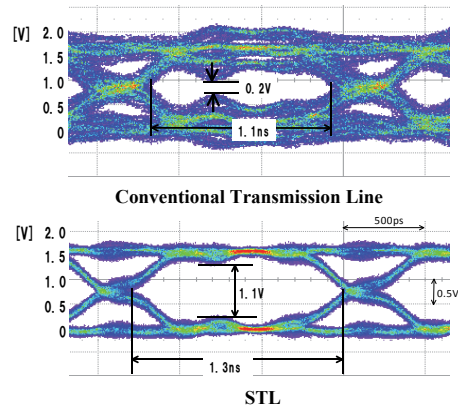 [V]
2.0
1.5
1.0
0.5
0
0.2V
1.1ns
Conventional Transmission Line
[V]
2.0
1.5
1.0
0.5
0
500ps
0.5V
1.1V
1.3ns
STL